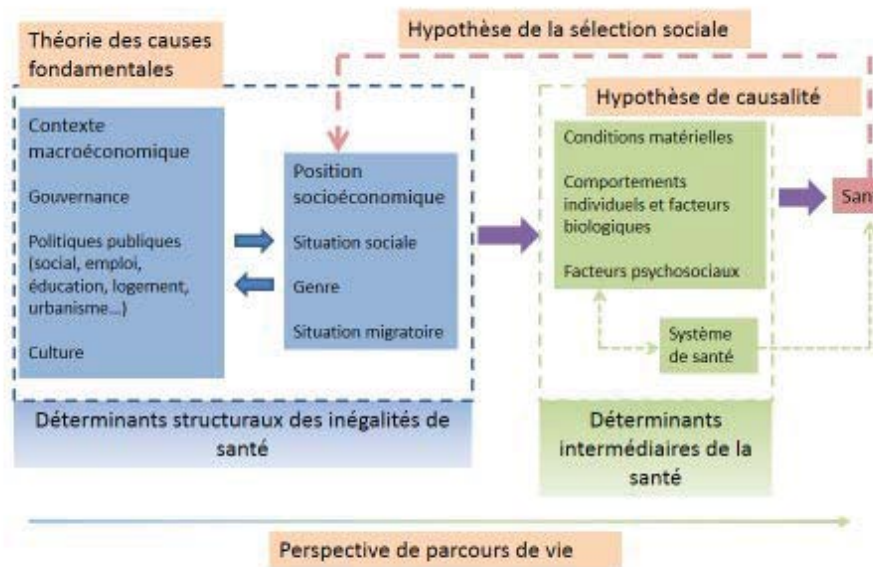 Théorie des causes
fondamentales
Hypothèse de la sélection sociale
Hypothèse de causalité
Contexte
macroéconomique
Gouvernance
Politiques publiques
(social, emploi,
éducation, logement,
urbanisme...)
Culture
Position
socioéconomique
Situation sociale
Genre
Situation migratoire
Conditions matérielles
Comportements
individuels et facteurs
biologiques
Facteurs psychosociaux
Système
de santé
San
Déterminants structuraux des inégalités de
santé
Déterminants
intermédiaires de la
santé
Perspective de parcours de vie